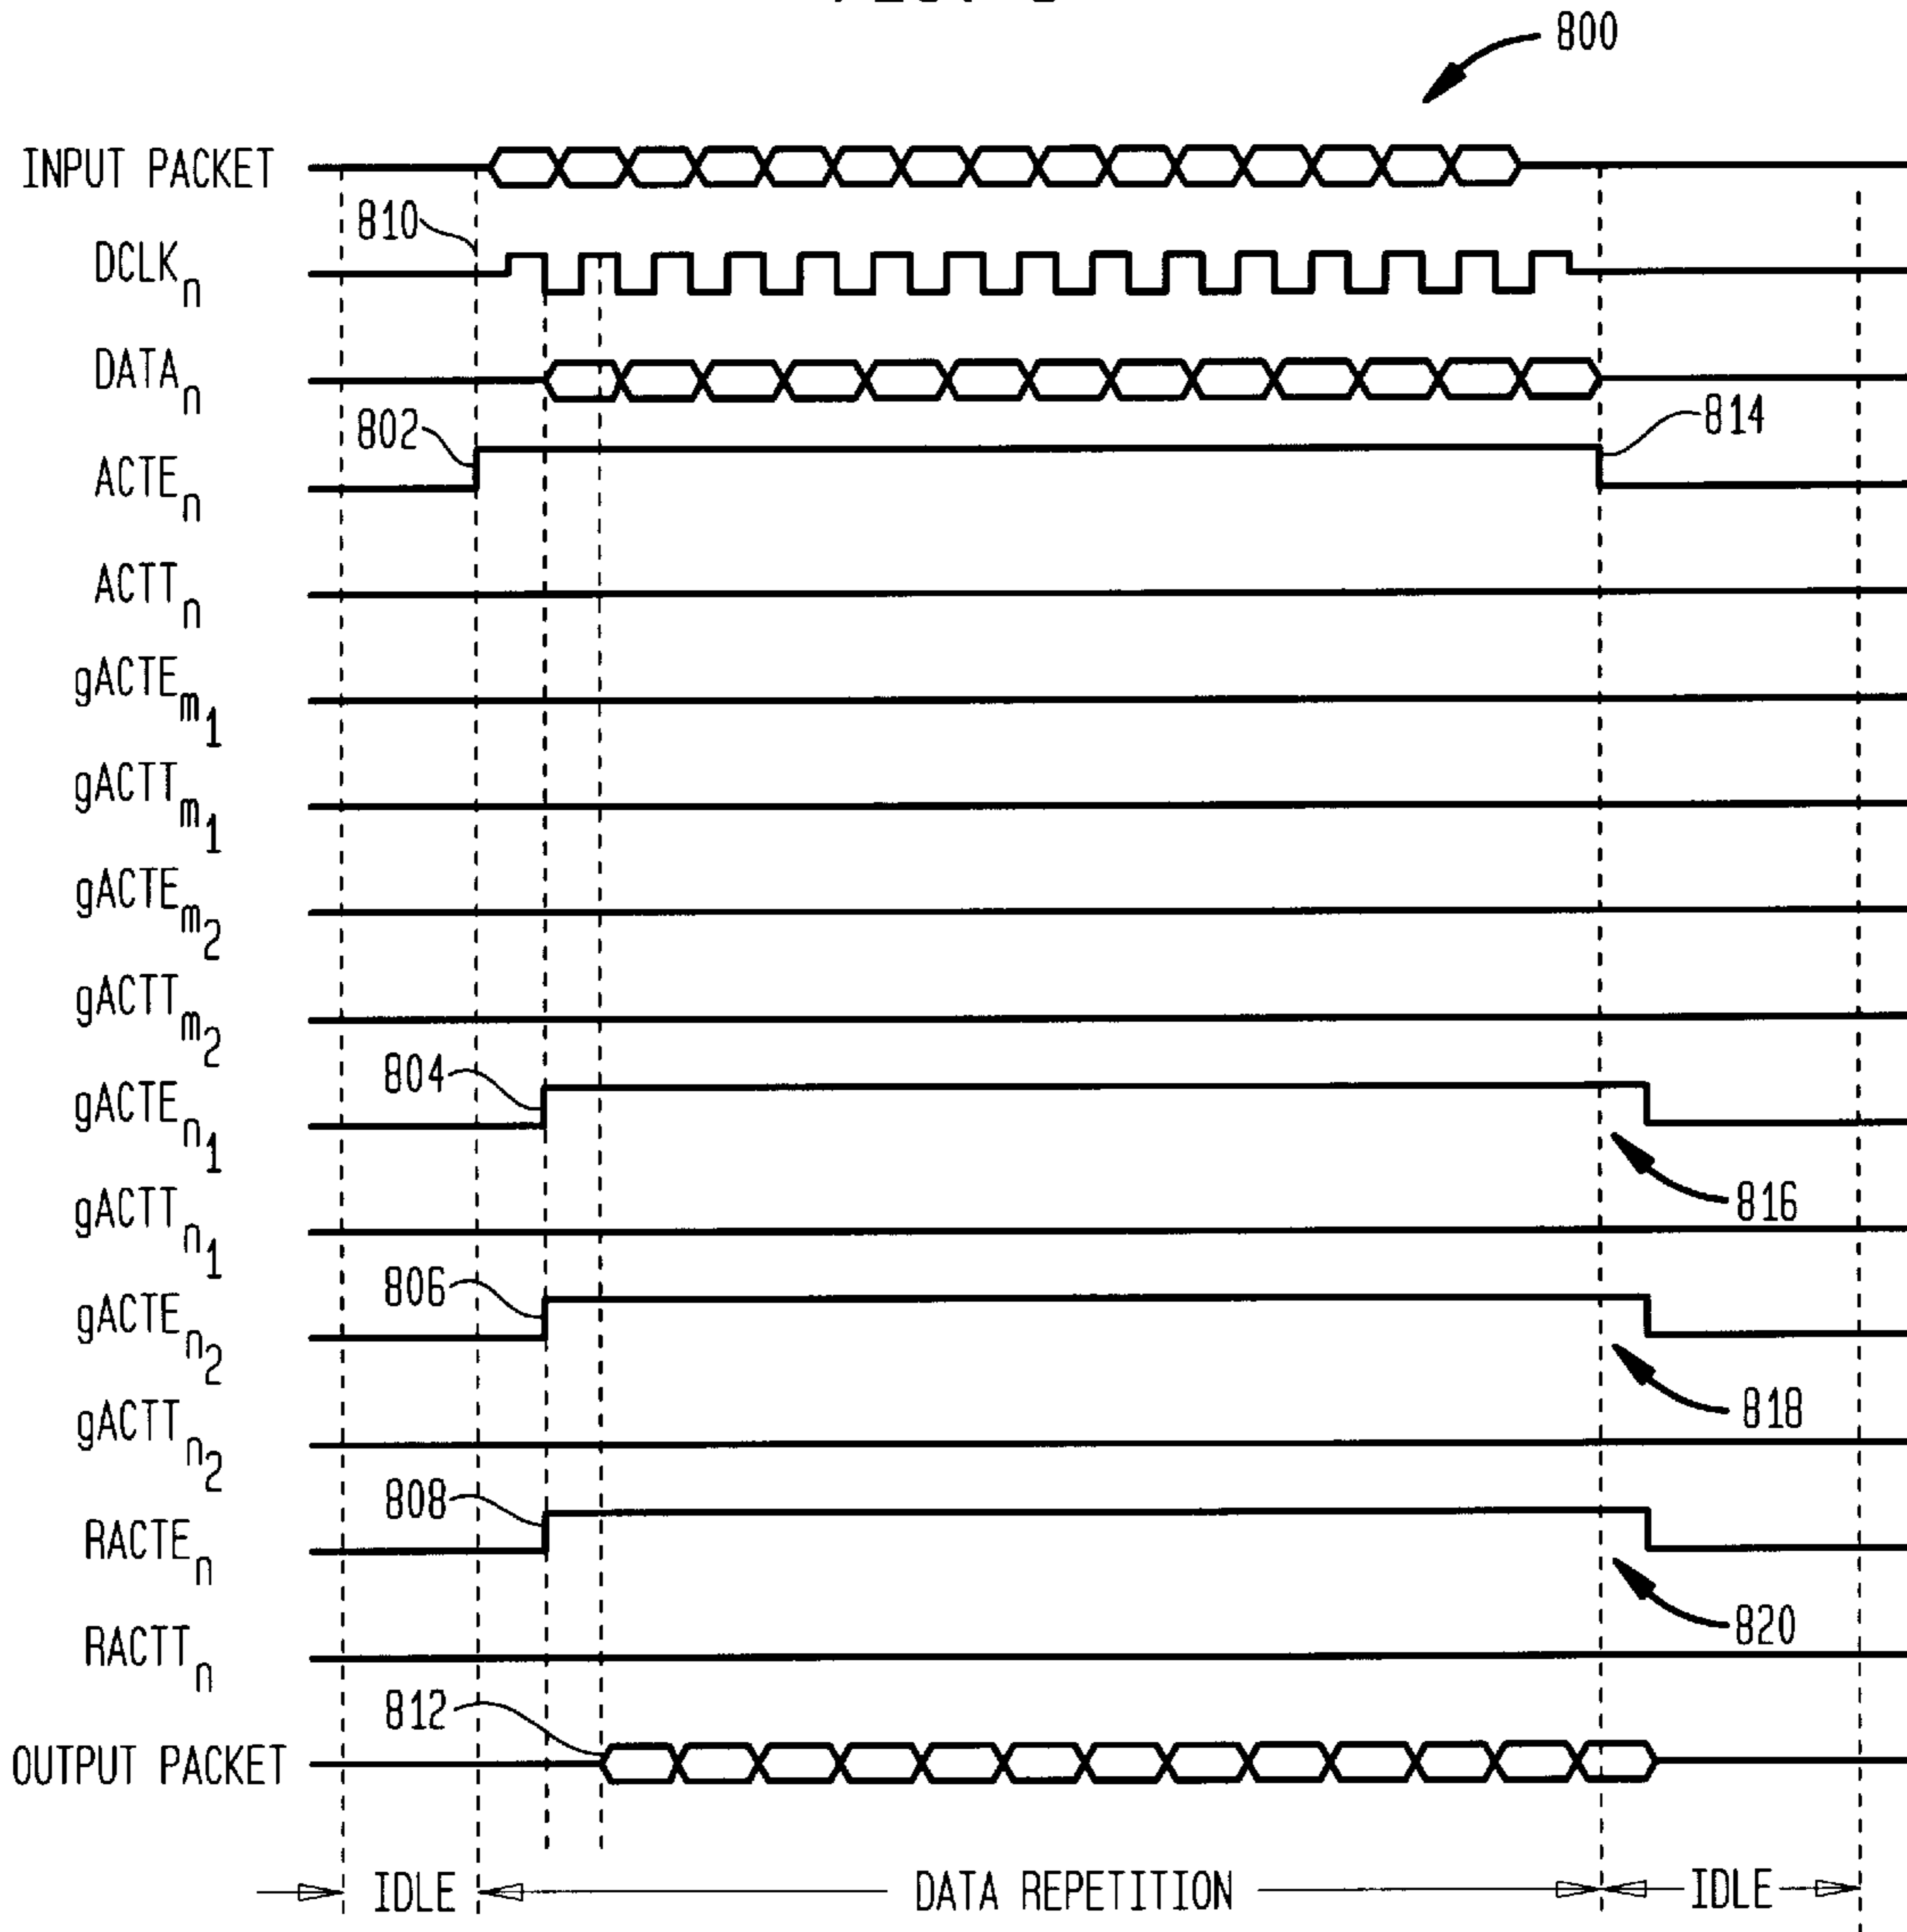 800
INPUT PACKET
810
DCLKn
DATAn
802
814
ACTEn
ACTTn
gACTEm1
gACTTm1
gACTEm2
gACTTm2
804
gACTEn1
816
gACTTn1
806
gACTEn2
818
gACTTn2
808
RACTEn
820
RACTTn
812
OUTPUT PACKET
IDLE
DATA REPETITION
IDLE